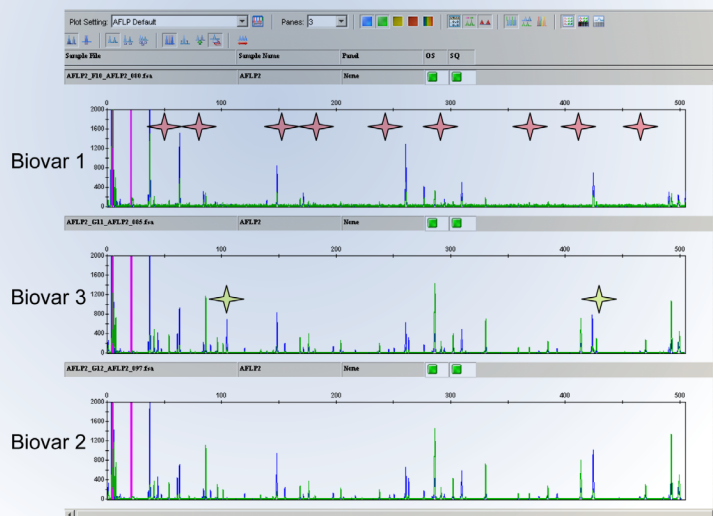 Plot Setting: AFLP Default Panes: 3
Sample File Sample Name Panel OS SQ
AFLP2_F10_AFLP2_080.fsa AFLP2 None
0 100 200 300 400 500
2000
1600
1200
800
400
0
Biovar 1
AFLP2_G11_AFLP2_085.fsa AFLP2 None
0 100 200 300 400 500
2000
1600
1200
800
400
0
Biovar 3
AFLP2_G12_AFLP2_097.fsa AFLP2 None
0 100 200 300 400 500
2000
1600
1200
800
400
0
Biovar 2